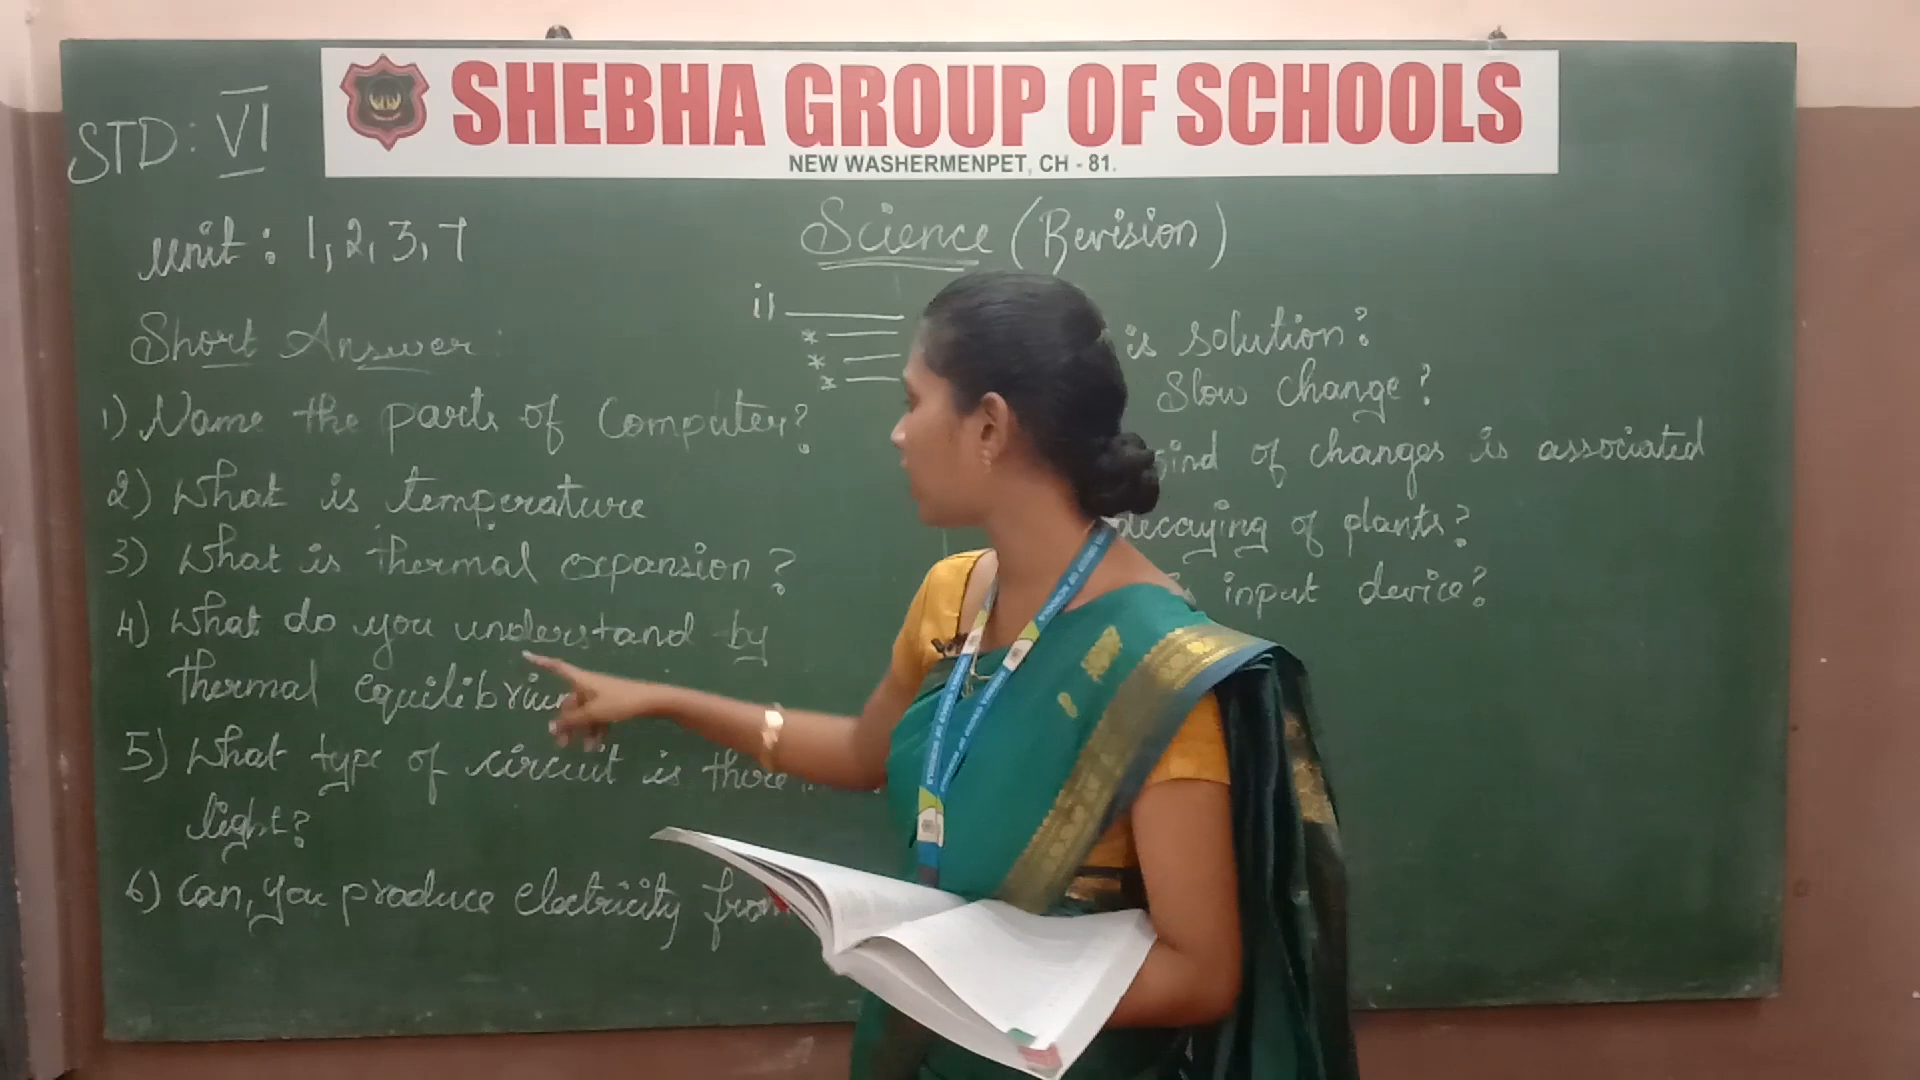 SHEBHA GROUP OF SCHOOLS
NEW WASHERMENPET, CH - 81.
STD: VI
Unit: 1, 2, 3, 7
Science (Revision)
Short Answer:
i)
1) Name the parts of Computer?
2) What is temperature
3) What is thermal expansion?
4) What do you understand by
thermal equilibrium
5) What type of circuit is there
light?
6) Can, you produce electricity from
is solution?
Slow change?
of changes is associated
decaying of plants?
input device?